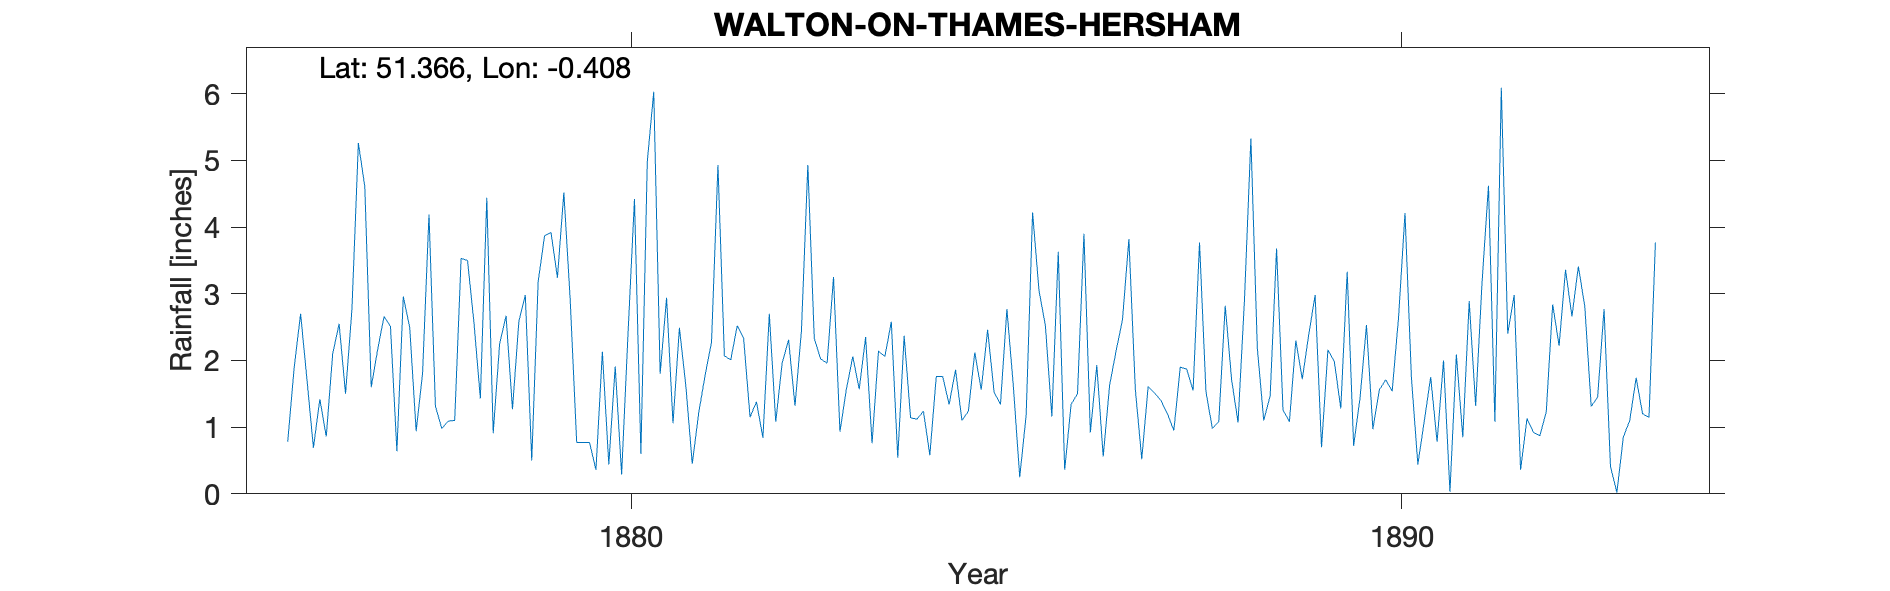 WALTON-ON-THAMES-HERSHAM
Lat: 51.366, Lon: -0.408
Rainfall [inches]
6
5
4
3
2
1
0
1880
1890
Year